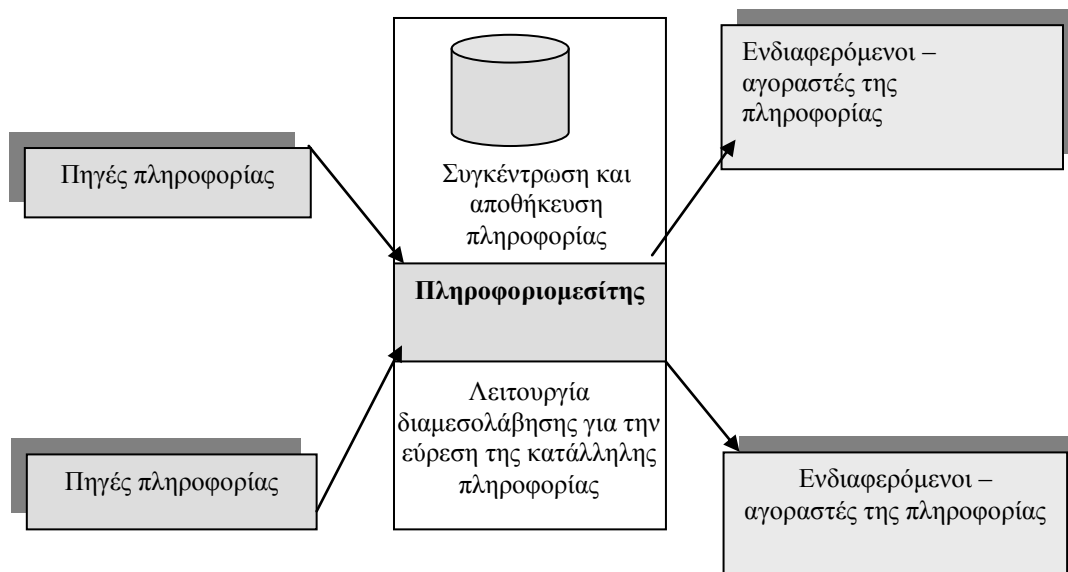 Πηγές πληροφορίας
Συγκέντρωση και
αποθήκευση
πληροφορίας
Ενδιαφερόμενοι –
αγοραστές της
πληροφορίας
Πληροφοριομεσίτης
Πηγές πληροφορίας
Λειτουργία
διαμεσολάβησης για την
εύρεση της κατάλληλης
πληροφορίας
Ενδιαφερόμενοι –
αγοραστές της πληροφορίας